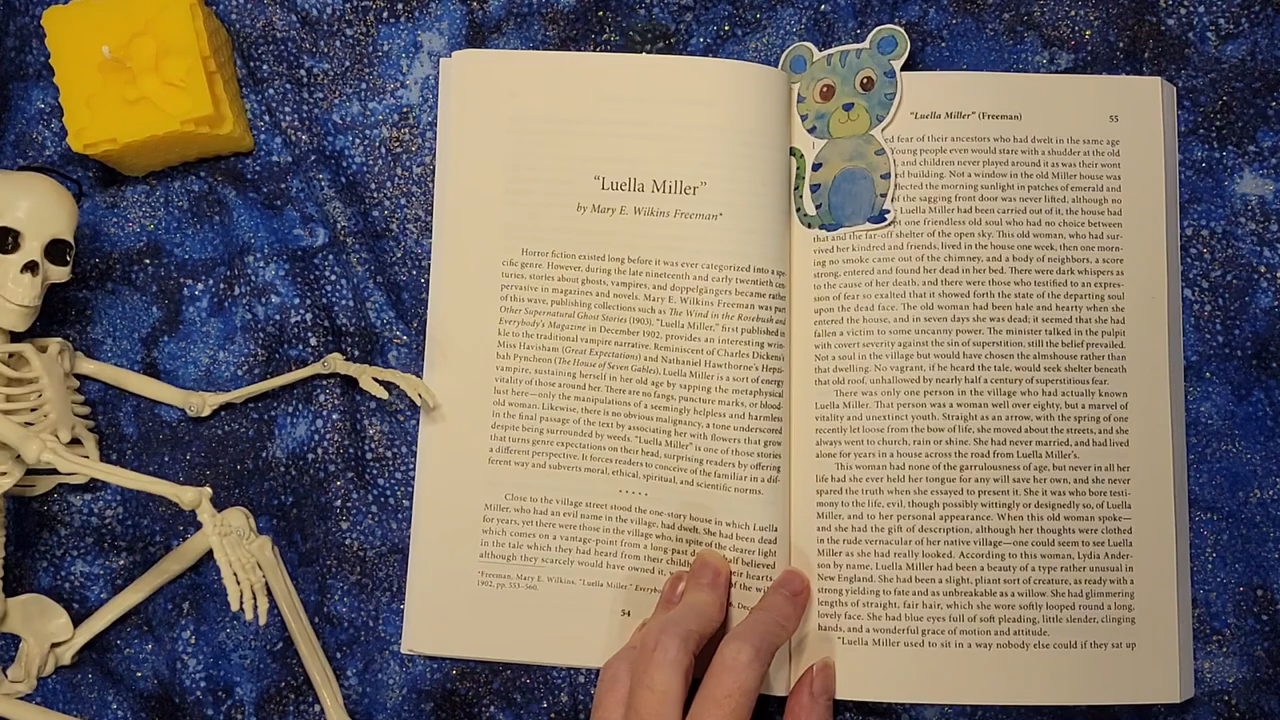 "Luella Miller"
by Mary E. Wilkins Freeman*
Horror fiction existed long before it was ever categorized into a spe-
cific genre. However, during the late nineteenth and early twentieth cen-
turies, stories about ghosts, vampires, and doppelgängers became rather
pervasive in magazines and novels. Mary E. Wilkins Freeman was part
of this wave, publishing collections such as The Wind in the Rosebush and
Other Supernatural Ghost Stories (1903). "Luella Miller," first published in
Everybody's Magazine in December 1902, provides an interesting wrin-
kle to the traditional vampire narrative. Reminiscent of Charles Dickens's
Miss Havisham (Great Expectations) and Nathaniel Hawthorne's Hepzi-
bah Pyncheon (The House of Seven Gables), Luella Miller is a sort of energy
vampire, sustaining herself in her old age by sapping the metaphysical
vitality of those around her. There are no fangs, puncture marks, or blood-
lust here—only the manipulations of a seemingly helpless and harmless
old woman. Likewise, there is no obvious malignancy, a tone underscored
in the final passage of the text by associating her with flowers that grow
despite being surrounded by weeds. "Luella Miller" is one of those stories
that turns genre expectations on their head, surprising readers by offering
a different perspective. It forces readers to conceive of the familiar in a dif-
ferent way and subverts moral, ethical, spiritual, and scientific norms.
* * * * *
Close to the village street stood the one-story house in which Luella
Miller, who had an evil name in the village, had dwelt. She had been dead
for years, yet there were those in the village who, in spite of the clearer light
which comes on a vantage-point from a long-past half believed
in the tale which they had heard from their their hearts
although they scarcely would have owned it, of the
*Freeman, Mary E. Wilkins. "Luella Miller." Dec
1902, pp. 553–560.
54
"Luella Miller" (Freeman) 55
fear of their ancestors who had dwelt in the same age
Young people even would stare with a shudder at the old
, and children never played around it as was their wont
building. Not a window in the old Miller house was
the morning sunlight in patches of emerald and
of the sagging front door was never lifted, although no
Luella Miller had been carried out of it, the house had
one friendless old soul who had no choice between
that and the far-off shelter of the open sky. This old woman, who had sur-
vived her kindred and friends, lived in the house one week, then one morn-
ing no smoke came out of the chimney, and a body of neighbors, a score
strong, entered and found her dead in her bed. There were dark whispers as
to the cause of her death, and there were those who testified to an expres-
sion of fear so exalted that it showed forth the state of the departing soul
upon the dead face. The old woman had been hale and hearty when she
entered the house, and in seven days she was dead; it seemed that she had
fallen a victim to some uncanny power. The minister talked in the pulpit
with covert severity against the sin of superstition, still the belief prevailed.
Not a soul in the village but would have chosen the almshouse rather than
that dwelling. No vagrant, if he heard the tale, would seek shelter beneath
that old roof, unhallowed by nearly half a century of superstitious fear.
There was only one person in the village who had actually known
Luella Miller. That person was a woman well over eighty, but a marvel of
vitality and unextinct youth. Straight as an arrow, with the spring of one
recently let loose from the bow of life, she moved about the streets, and she
always went to church, rain or shine. She had never married, and had lived
alone for years in a house across the road from Luella Miller's.
This woman had none of the garrulousness of age, but never in all her
life had she ever held her tongue for any will save her own, and she never
spared the truth when she essayed to present it. She it was who bore testi-
mony to the life, evil, though possibly wittingly or designedly so, of Luella
Miller, and to her personal appearance. When this old woman spoke—
and she had the gift of description, although her thoughts were clothed
in the rude vernacular of her native village—one could seem to see Luella
Miller as she had really looked. According to this woman, Lydia Ander-
son by name, Luella Miller had been a beauty of a type rather unusual in
New England. She had been a slight, pliant sort of creature, as ready with a
strong yielding to fate and as unbreakable as a willow. She had glimmering
lengths of straight, fair hair, which she wore softly looped round a long,
lovely face. She had blue eyes full of soft pleading, little slender, clinging
hands, and a wonderful grace of motion and attitude.
"Luella Miller used to sit in a way nobody else could if they sat up